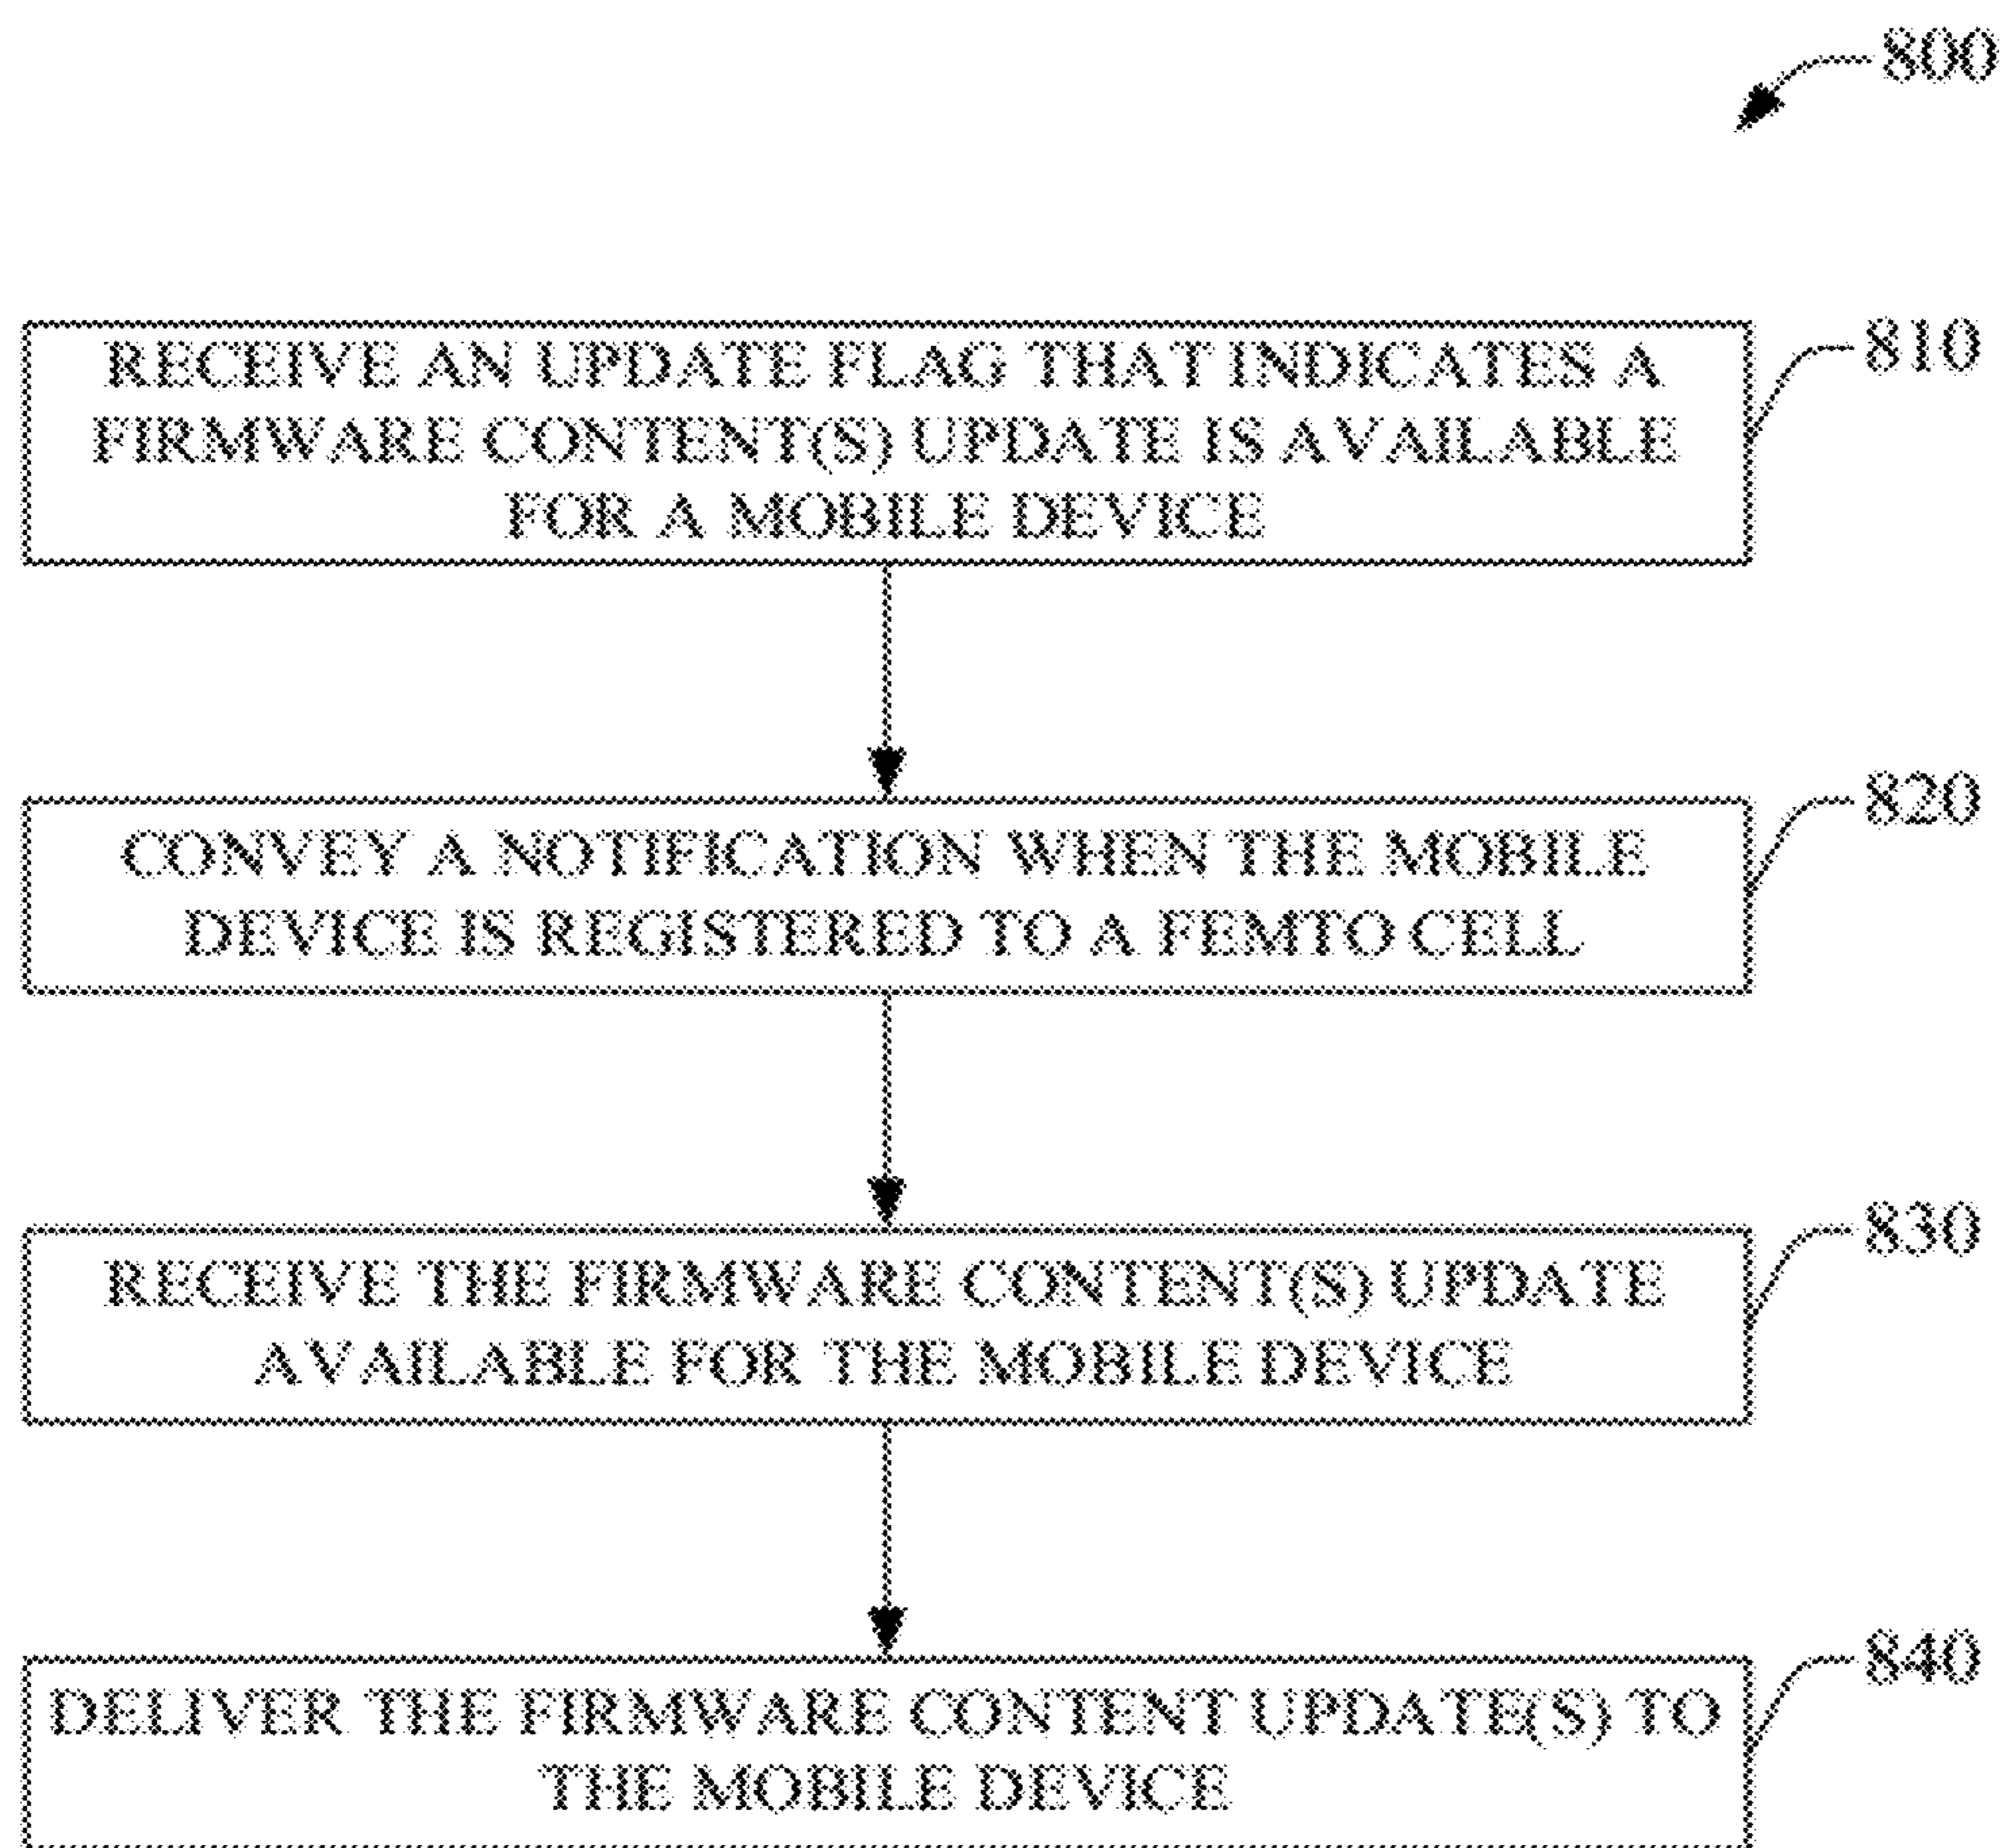 800
RECEIVE AN UPDATE FLAG THAT INDICATES A
FIRMWARE CONTENT(S) UPDATE IS AVAILABLE
FOR A MOBILE DEVICE
810
CONVEY A NOTIFICATION WHEN THE MOBILE
DEVICE IS REGISTERED TO A FEMTO CELL
820
RECEIVE THE FIRMWARE CONTENT(S) UPDATE
AVAILABLE FOR THE MOBILE DEVICE
830
DELIVER THE FIRMWARE CONTENT UPDATE(S) TO
THE MOBILE DEVICE
840